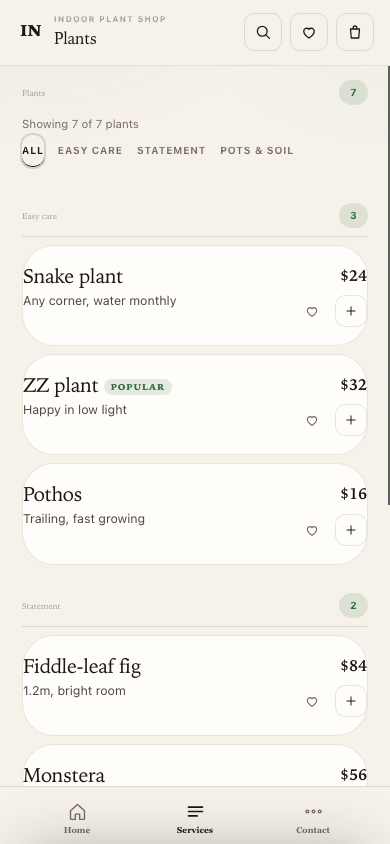 IN
INDOOR PLANT SHOP
Plants
Plants
7
Showing 7 of 7 plants
ALL EASY CARE STATEMENT POTS & SOIL
Easy care
3
Snake plant
$24
Any corner, water monthly
ZZ plant POPULAR
$32
Happy in low light
Pothos
$16
Trailing, fast growing
Statement
2
Fiddle-leaf fig
$84
1.2m, bright room
Monstera
$56
Home Services Contact